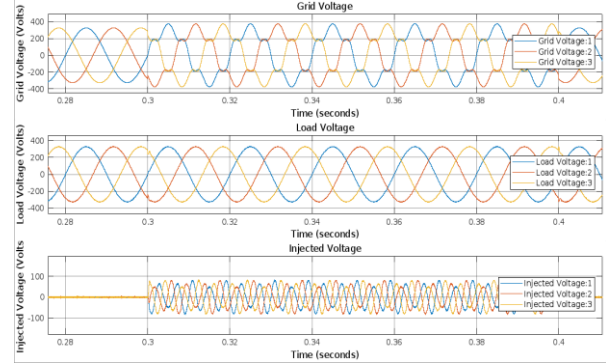 Grid Voltage
Grid Voltage (Volts)
400
200
0
-200
-400
Grid Voltage:1
Grid Voltage:2
Grid Voltage:3
0.28
0.3
0.32
0.34
0.36
0.38
0.4
Time (seconds)
Load Voltage
Load Voltage (Volts)
400
200
0
-200
-400
Load Voltage:1
Load Voltage:2
Load Voltage:3
0.28
0.3
0.32
0.34
0.36
0.38
0.4
Time (seconds)
Injected Voltage
Injected Voltage (Volts
100
0
-100
Injected Voltage:1
Injected Voltage:2
Injected Voltage:3
0.28
0.3
0.32
0.34
0.36
0.38
0.4
Time (seconds)